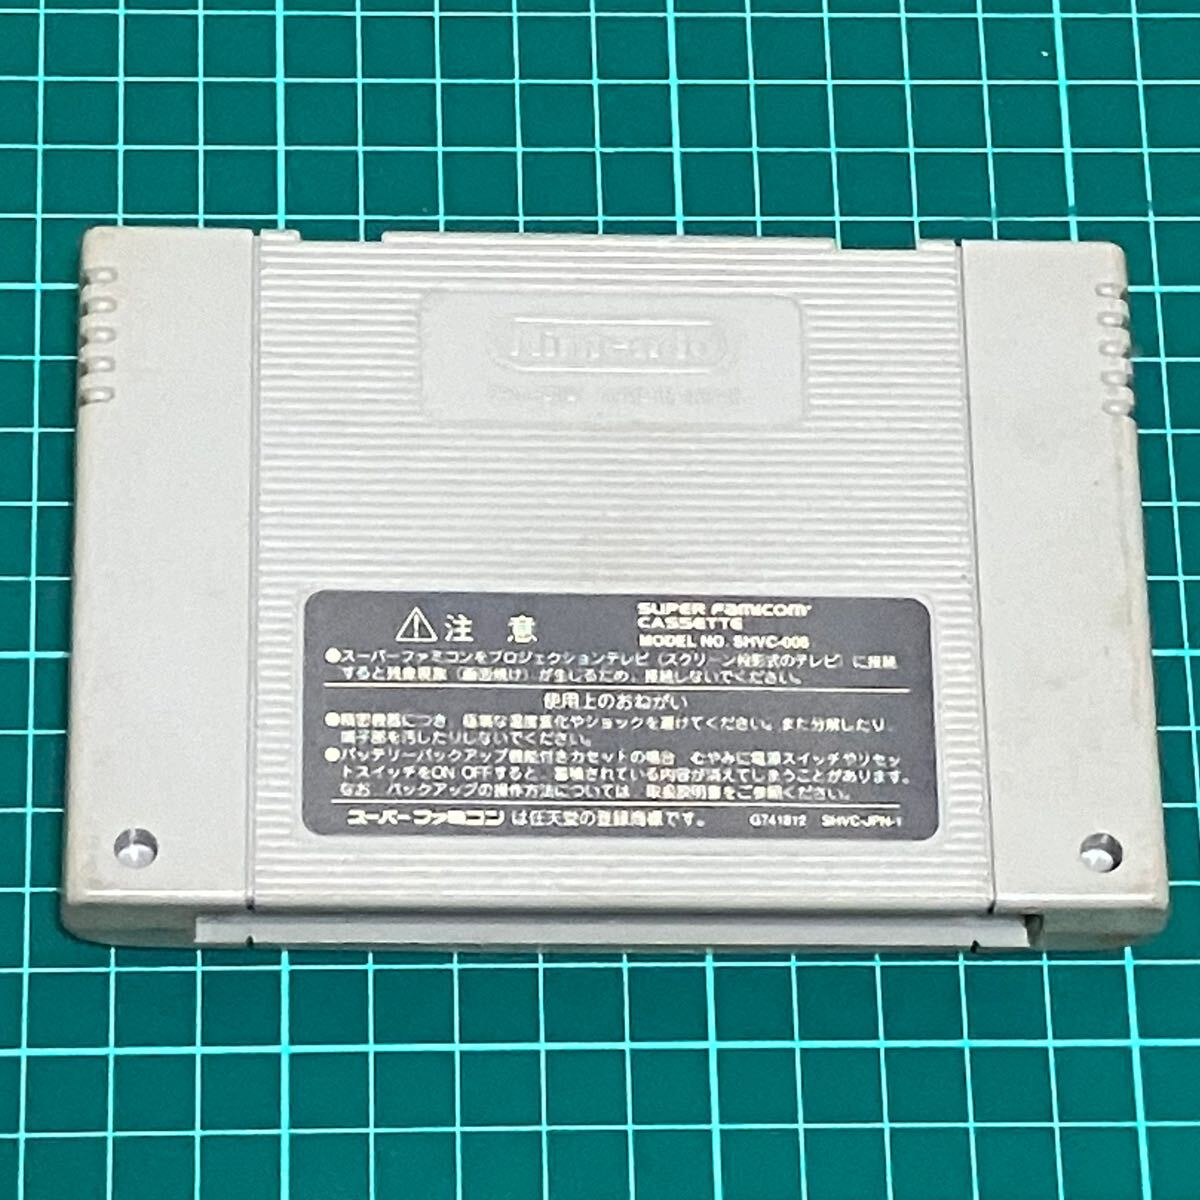 Nintendo
⚠注 意
SUPER FAMICOM
CASSETTE
MODEL NO. SHVC-006
●スーパーファミコンをプロジェクションテレビ（スクリーン投影式のテレビ）に接続
すると残像現象（画面焼け）が生じるため、接続しないでください。
使用上のおねがい
●精密機器につき、極端な温度変化やショックを避けてください。また分解したり、
端子部を汚したりしないでください。
●バッテリーバックアップ機能付きカセットの場合、むやみに電源スイッチやリセッ
トスイッチをON OFFすると、蓄積されている内容が消えてしまうことがあります。
なお、バックアップの操作方法については、取扱説明書をご参照ください。
スーパーファミコンは任天堂の登録商標です。 G741812 SHVC-JPN-1